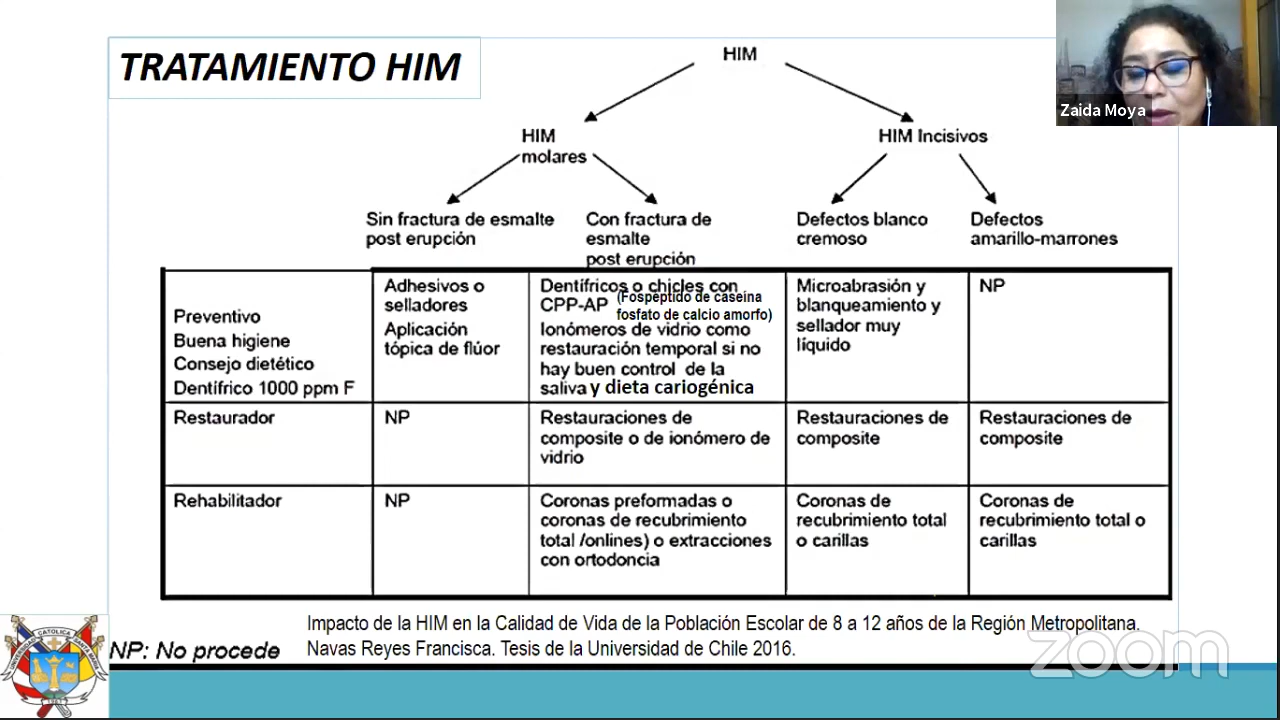 TRATAMIENTO HIM
Zaida Moya
HIM
HIM
molares
HIM Incisivos
Sin fractura de esmalte
post erupción
Con fractura de
esmalte
post erupción
Defectos blanco
cremoso
Defectos
amarillo-marrones
Preventivo
Buena higiene
Consejo dietético
Dentífrico 1000 ppm F
Adhesivos o
selladores
Aplicación
tópica de flúor
Dentífricos o chicles con
CPP-AP (Fospéptido de caseína
fosfato de calcio amorfo)
Ionómeros de vidrio como
restauración temporal si no
hay buen control de la
saliva y dieta cariogénica
Microabrasión y
blanqueamiento y
sellador muy
líquido
NP
Restaurador
NP
Restauraciones de
composite o de ionómero de
vidrio
Restauraciones de
composite
Restauraciones de
composite
Rehabilitador
NP
Coronas preformadas o
coronas de recubrimiento
total /onlines) o extracciones
con ortodoncia
Coronas de
recubrimiento total
o carillas
Coronas de
recubrimiento total o
carillas
NP: No procede
Impacto de la HIM en la Calidad de Vida de la Población Escolar de 8 a 12 años de la Región Metropolitana.
Navas Reyes Francisca. Tesis de la Universidad de Chile 2016.
zoom